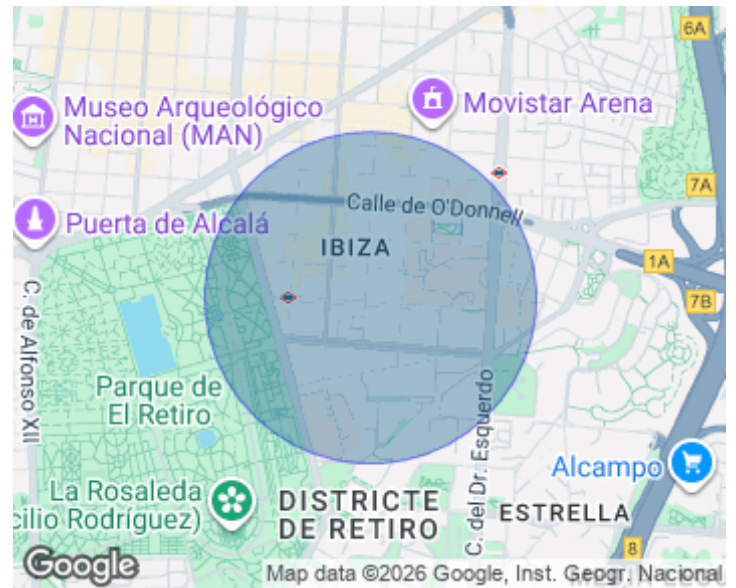 6A
Museo Arqueológico
Nacional (MAN)
Movistar Arena
7A
Calle de O'Donnell
Puerta de Alcalá
IBIZA
1A
7B
C. de Alfonso XII
Parque de
El Retiro
C. del Dr. Esquerdo
Alcampo
La Rosaleda
cilio Rodríguez)
DISTRICTE
DE RETIRO
ESTRELLA
8
Google
Map data ©2026 Google, Inst. Geogr. Nacional